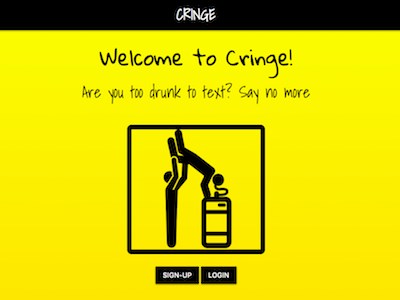 CRINGE
Welcome to Cringe!
Are you too drunk to text? Say no more
SIGN-UP LOGIN